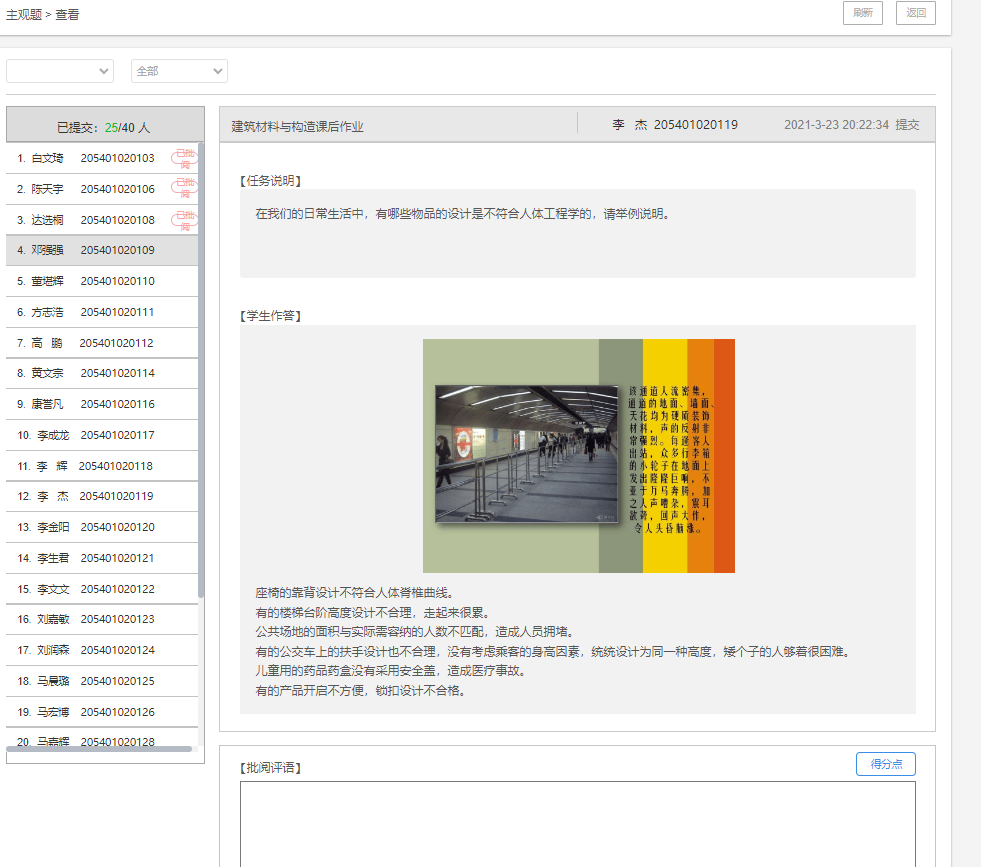 主观题 > 查看
刷新
返回
全部
已提交：25/40 人
1. 白文琦 205401020103 已批阅
2. 陈天宇 205401020106 已批阅
3. 达选桐 205401020108 已批阅
4. 邓强强 205401020109
5. 董堪辉 205401020110
6. 方志浩 205401020111
7. 高 鹏 205401020112
8. 黄文宗 205401020114
9. 康誉凡 205401020116
10. 李成龙 205401020117
11. 李 辉 205401020118
12. 李 杰 205401020119
13. 李金阳 205401020120
14. 李生君 205401020121
15. 李文文 205401020122
16. 刘嘉敏 205401020123
17. 刘润森 205401020124
18. 马晨璐 205401020125
19. 马宏博 205401020126
20. 马嘉辉 205401020128
建筑材料与构造课后作业
李 杰 205401020119
2021-3-23 20:22:34 提交
【任务说明】
在我们的日常生活中，有哪些物品的设计是不符合人体工程学的，请举例说明。
【学生作答】
该通道人流密集，
通道的地面、墙面、
天花均为硬质装饰
材料，声的反射非
常强烈。每逢客人
出站，众多行李箱
的小轮子在地面上
发出隆隆巨响，不
亚于万马奔腾，加
之人声嘈杂，震耳
欲聋，回声大作，
令人头昏脑涨。
座椅的靠背设计不符合人体脊椎曲线。
有的楼梯台阶高度设计不合理，走起来很累。
公共场地的面积与实际需容纳的人数不匹配，造成人员拥堵。
有的公交车上的扶手设计也不合理，没有考虑乘客的身高因素，统统设计为同一种高度，矮个子的人够着很困难。
儿童用的药品药盒没有采用安全盖，造成医疗事故。
有的产品开启不方便，锁扣设计不合格。
【批阅评语】
得分点